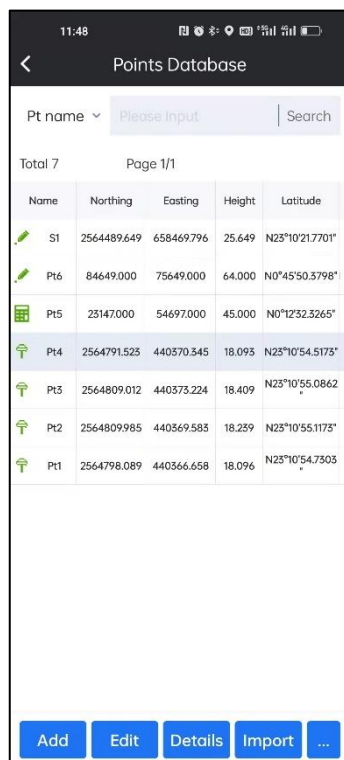 11:48
Points Database
Pt name Please Input Search
Total 7 Page 1/1
Name Northing Easting Height Latitude
S1 2564489.649 658469.796 25.649 N23°10'21.7701"
Pt6 84649.000 75649.000 64.000 N0°45'50.3798"
Pt5 23147.000 54697.000 45.000 N0°12'32.3265"
Pt4 2564791.523 440370.345 18.093 N23°10'54.5173"
Pt3 2564809.012 440373.224 18.409 N23°10'55.0862
"
Pt2 2564809.985 440369.583 18.239 N23°10'55.1173"
Pt1 2564798.089 440366.658 18.096 N23°10'54.7303
"
Add Edit Details Import ...